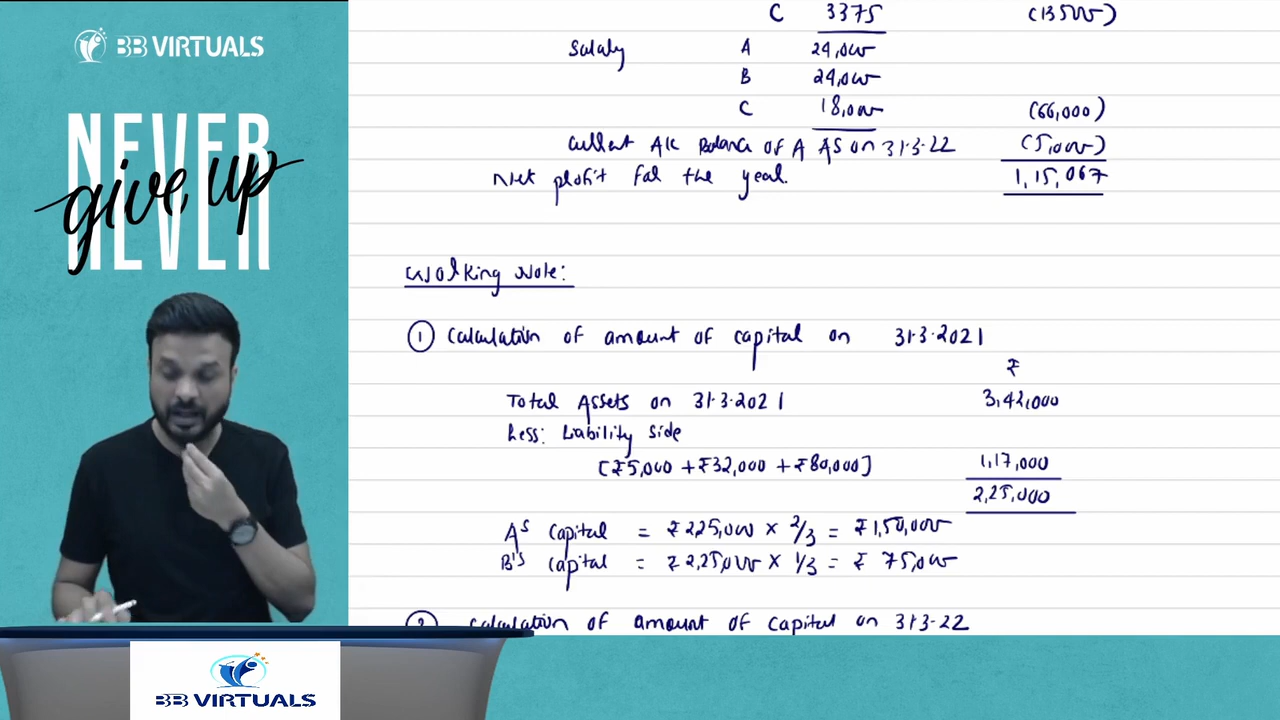 BB VIRTUALS
NEVER
give up
NEVER
C 3375 (13500)
Salary A 24,000
B 24,000
C 18,000 (66,000)
Current A/c Balance of A As on 31.3.22 (5,000)
Net profit for the year. 1,15,067
Working Note:
① Calculation of amount of capital on 31.3.2021
₹
Total Assets on 31.3.2021 3,42,000
Less: Liability side
[₹5,000 + ₹32,000 + ₹80,000] 1,17,000
2,25,000
A's capital = ₹ 225,000 × 2/3 = ₹1,50,000
B's capital = ₹ 2,25,000 × 1/3 = ₹ 75,000
② Calculation of amount of capital on 31.3.22
BB VIRTUALS